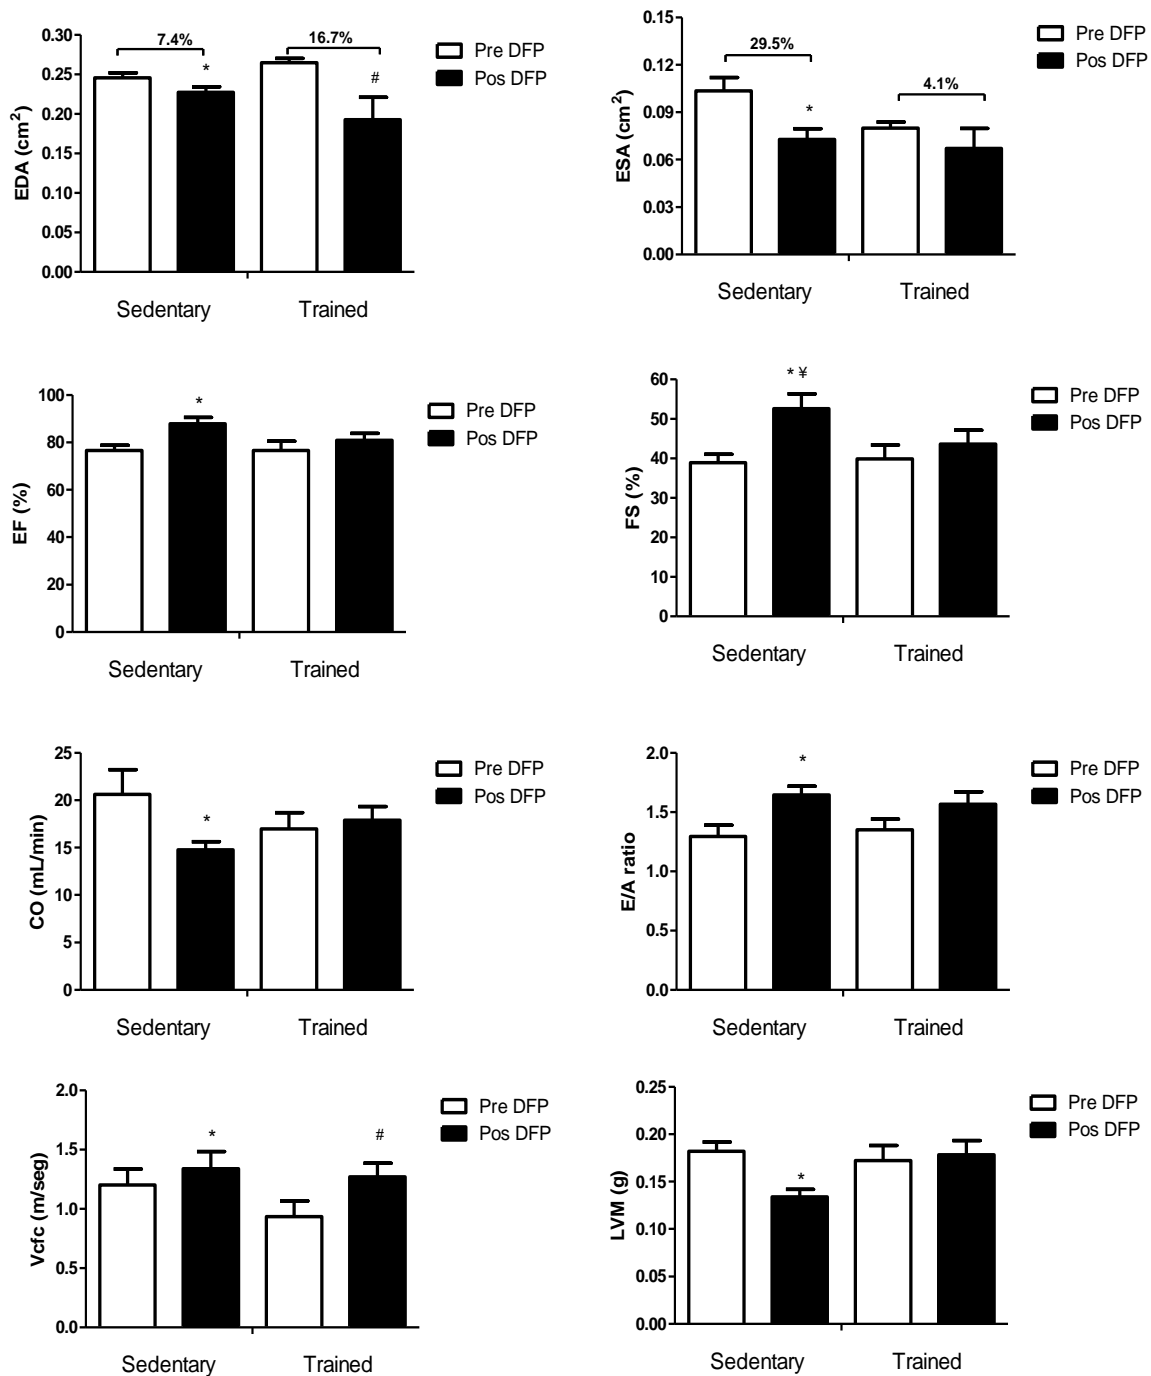 EDA (cm2)
0.30
0.25
0.20
0.15
0.10
0.05
0.00
7.4%
*
16.7%
#
Sedentary
Trained
Pre DFP
Pos DFP
ESA (cm2)
0.15
0.12
0.09
0.06
0.03
0.00
29.5%
*
4.1%
Sedentary
Trained
Pre DFP
Pos DFP
EF (%)
100
80
60
40
20
0
*
Sedentary
Trained
Pre DFP
Pos DFP
FS (%)
60
50
40
30
20
10
0
* ¥
Sedentary
Trained
Pre DFP
Pos DFP
CO (mL/min)
25
20
15
10
5
0
*
Sedentary
Trained
Pre DFP
Pos DFP
E/A ratio
2.0
1.5
1.0
0.5
0.0
*
Sedentary
Trained
Pre DFP
Pos DFP
Vcfc (m/seg)
2.0
1.5
1.0
0.5
0.0
*
#
Sedentary
Trained
Pre DFP
Pos DFP
LVM (g)
0.25
0.20
0.15
0.10
0.05
0.00
*
Sedentary
Trained
Pre DFP
Pos DFP